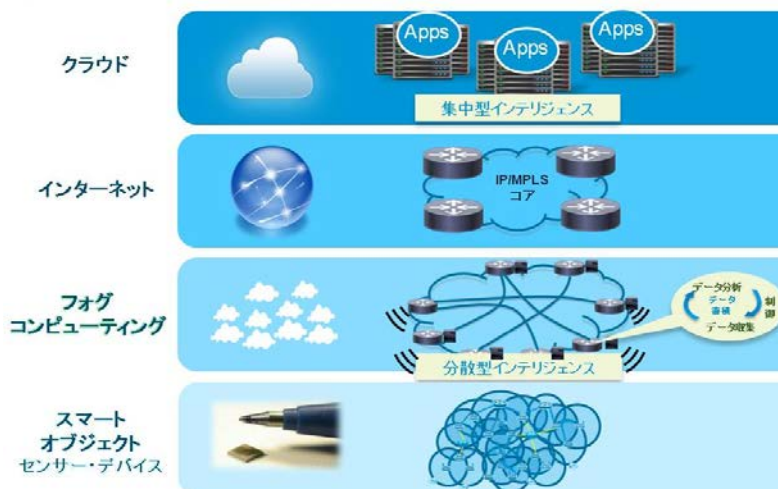 クラウド
Apps
Apps
Apps
集中型インテリジェンス
インターネット
IP/MPLS
コア
フォグ
コンピューティング
データ分析
データ
蓄積
制御
データ収集
分散型インテリジェンス
スマート
オブジェクト
センサー・デバイス